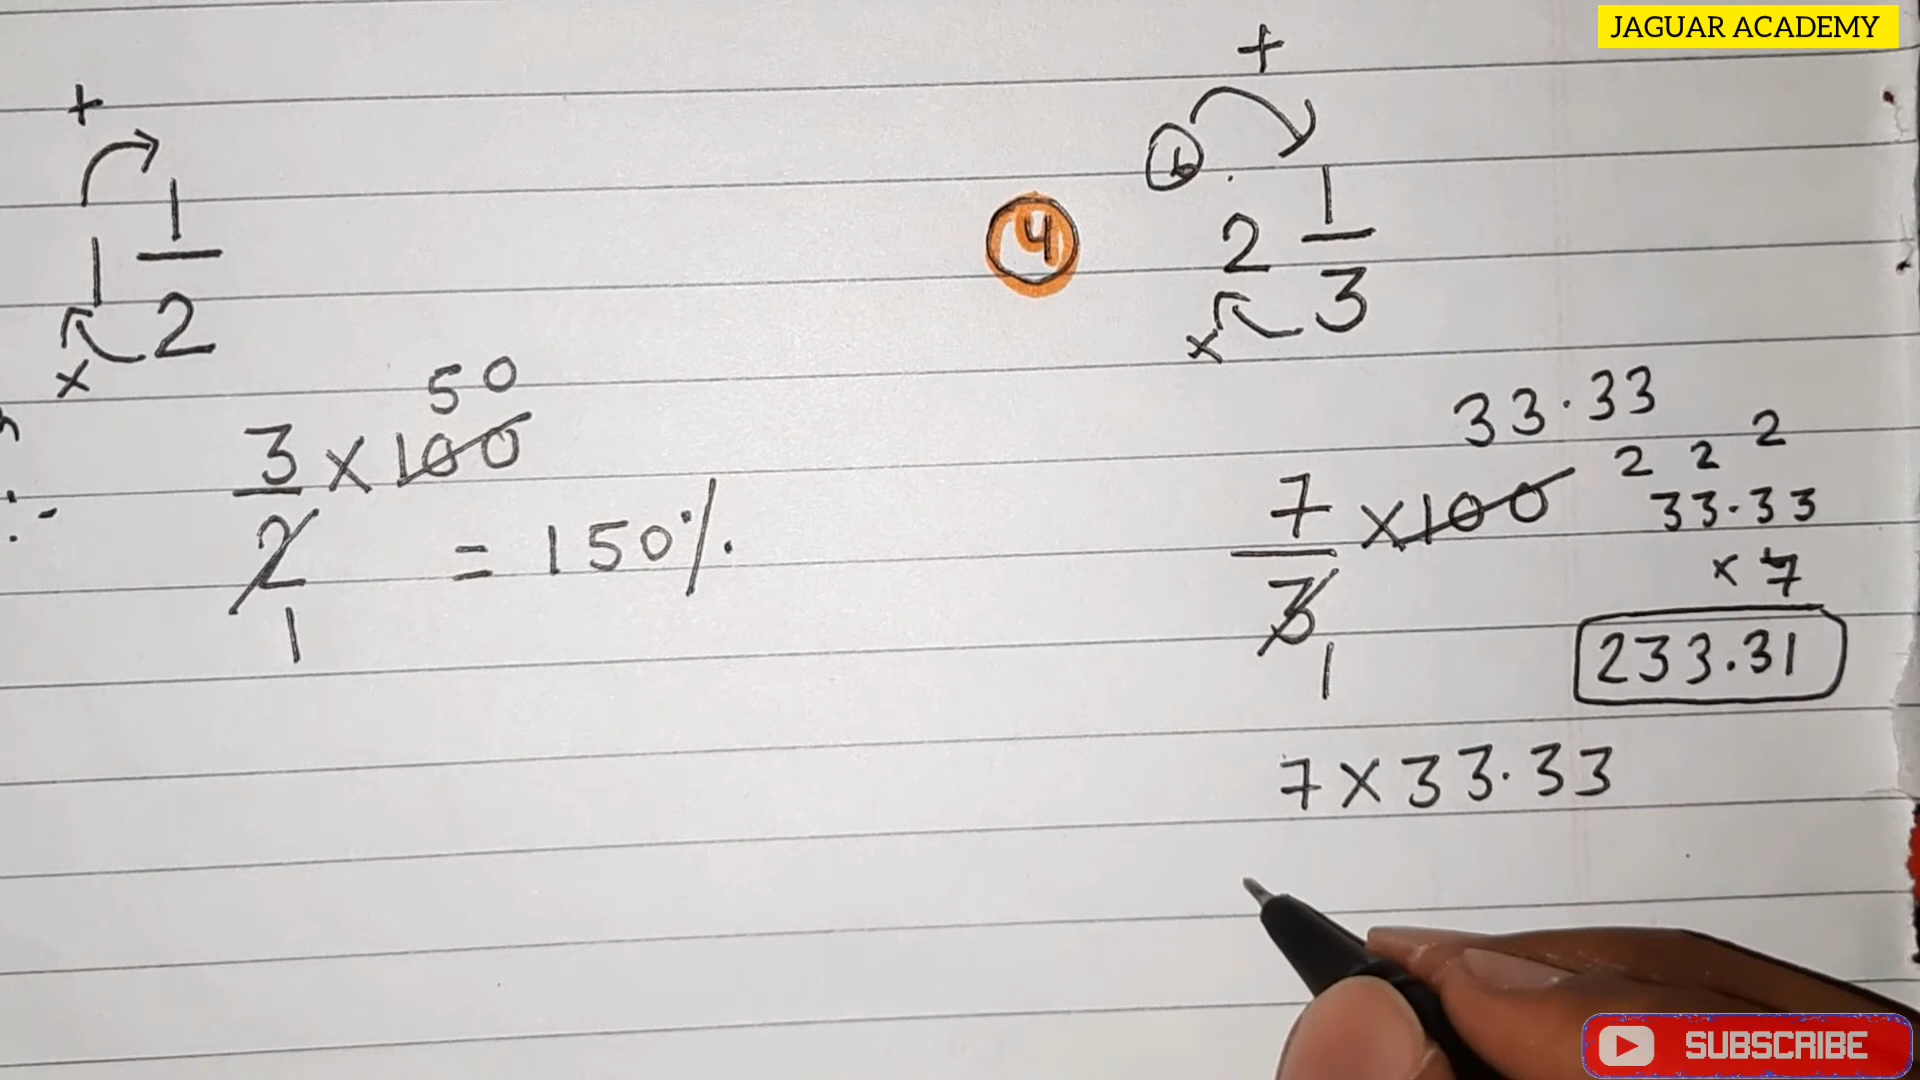 JAGUAR ACADEMY
+
1 1/2
x
50
3/2 x 100
1
= 150%.
+
6
4
2 1/3
x
33.33
7/3 x 100
1
2 2 2
33.33
x 7
233.31
7 x 33.33
SUBSCRIBE